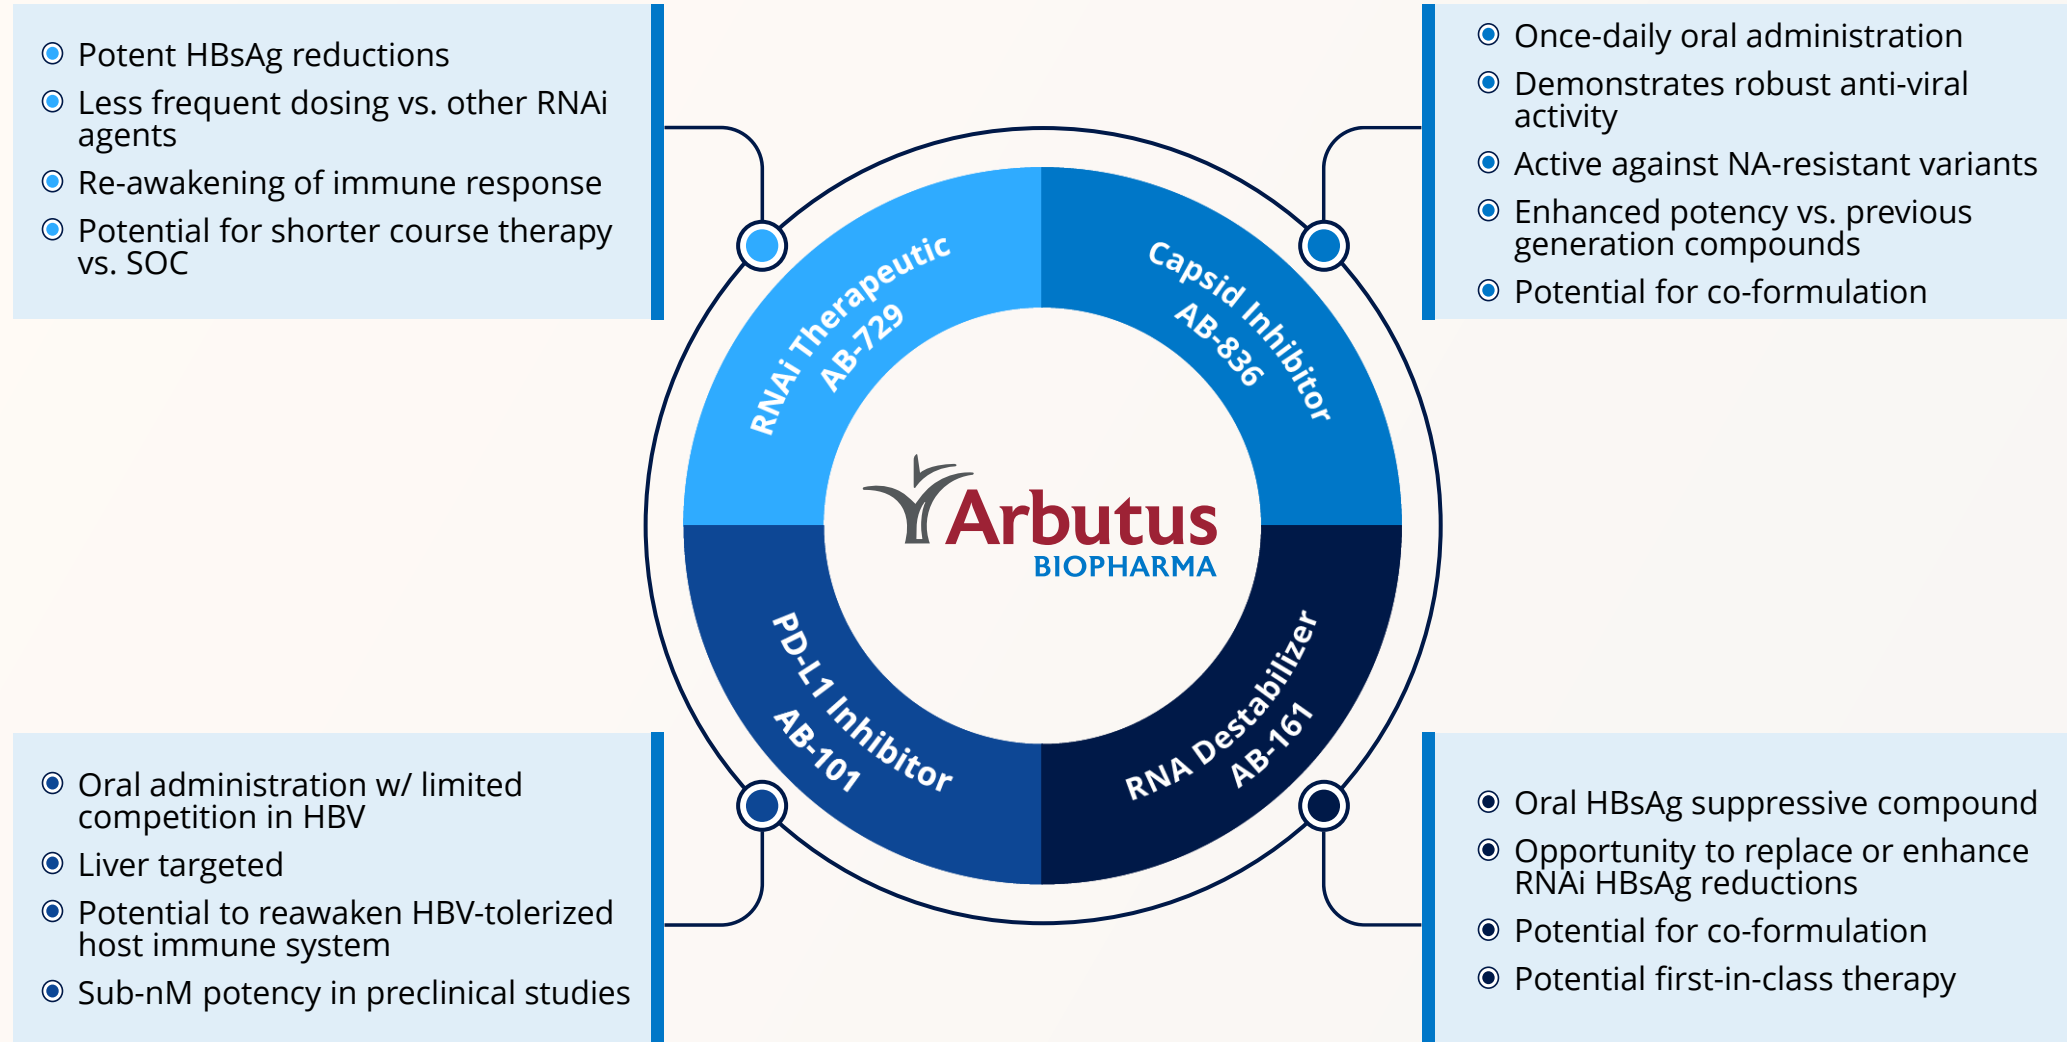 Potent HBsAg reductions
Less frequent dosing vs. other RNAi
agents
Re-awakening of immune response
Potential for shorter course therapy
vs. SOC
Once-daily oral administration
Demonstrates robust anti-viral
activity
Active against NA-resistant variants
Enhanced potency vs. previous
generation compounds
Potential for co-formulation
RNAi Therapeutic
AB-729
Capsid Inhibitor
AB-836
Arbutus
BIOPHARMA
PD-L1 Inhibitor
AB-101
RNA Destabilizer
AB-161
Oral administration w/ limited
competition in HBV
Liver targeted
Potential to reawaken HBV-tolerized
host immune system
Sub-nM potency in preclinical studies
Oral HBsAg suppressive compound
Opportunity to replace or enhance
RNAi HBsAg reductions
Potential for co-formulation
Potential first-in-class therapy